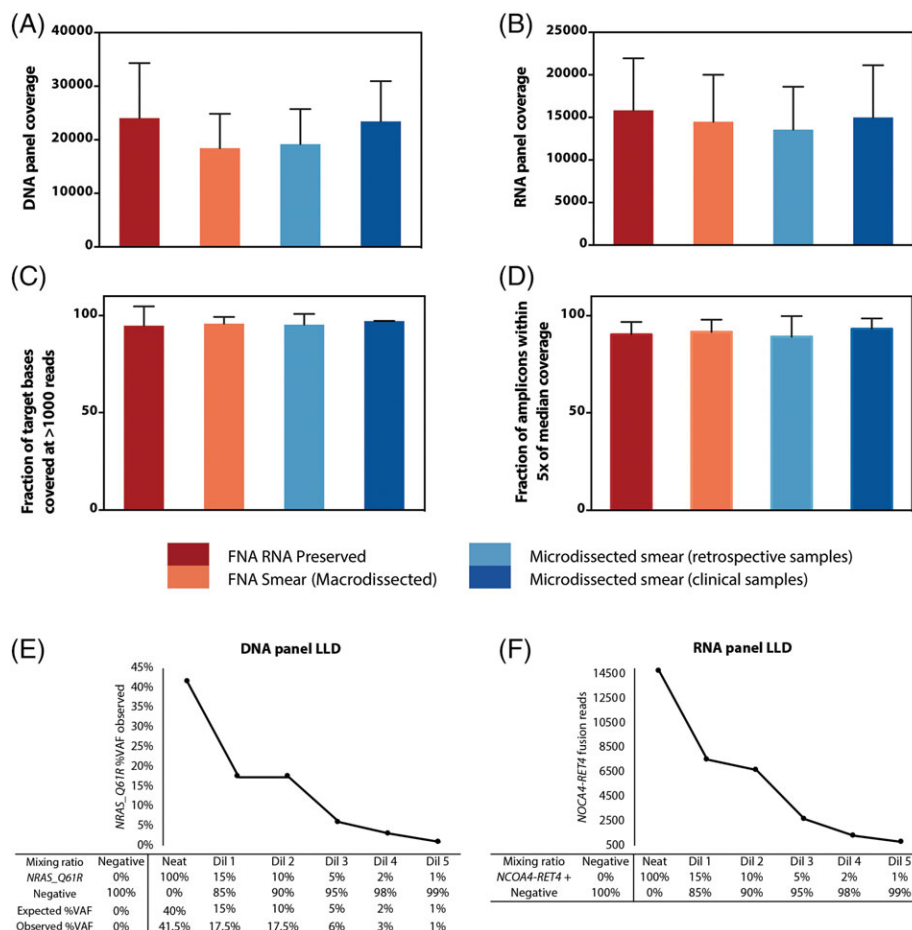 (A)
DNA panel coverage
40000
30000
20000
10000
0
(B)
RNA panel coverage
25000
20000
15000
10000
5000
0
(C)
Fraction of target bases
covered at >1000 reads
100
50
0
(D)
Fraction of amplicons within
5x of median coverage
100
50
0
FNA RNA Preserved
FNA Smear (Macrodissected)
Microdissected smear (retrospective samples)
Microdissected smear (clinical samples)
(E)
DNA panel LLD
NRAS_Q61R %VAF observed
45%
40%
35%
30%
25%
20%
15%
10%
5%
0%
Mixing ratio Negative Neat Dil 1 Dil 2 Dil 3 Dil 4 Dil 5
NRAS_Q61R 0% 100% 15% 10% 5% 2% 1%
Negative 100% 0% 85% 90% 95% 98% 99%
Expected %VAF 0% 40% 15% 10% 5% 2% 1%
Observed %VAF 0% 41.5% 17.5% 17.5% 6% 3% 1%
(F)
RNA panel LLD
NOCA4-RET4 fusion reads
14500
12500
10500
8500
6500
4500
2500
500
Mixing ratio Negative Neat Dil 1 Dil 2 Dil 3 Dil 4 Dil 5
NCOA4-RET4 + 0% 100% 15% 10% 5% 2% 1%
Negative 100% 0% 85% 90% 95% 98% 99%